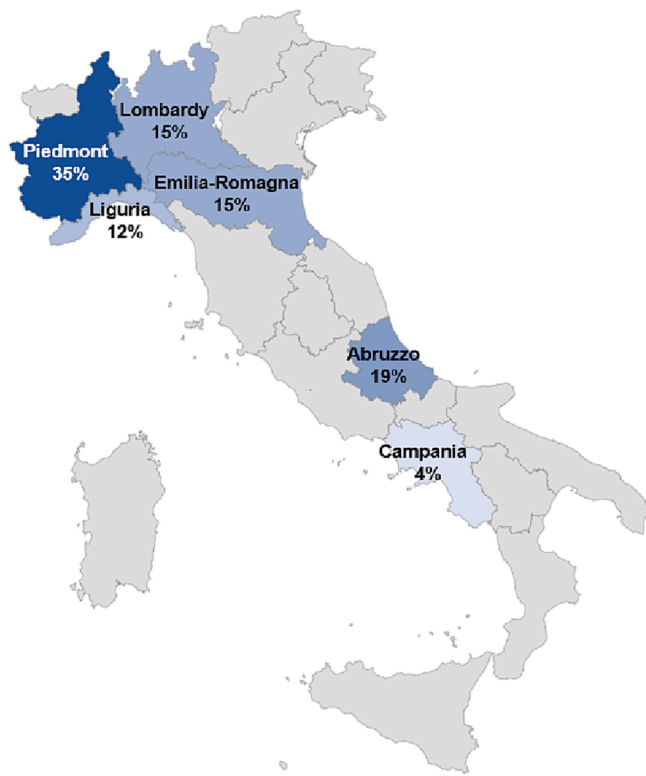 Lombardy
15%
Piedmont
35%
Emilia-Romagna
15%
Liguria
12%
Abruzzo
19%
Campania
4%